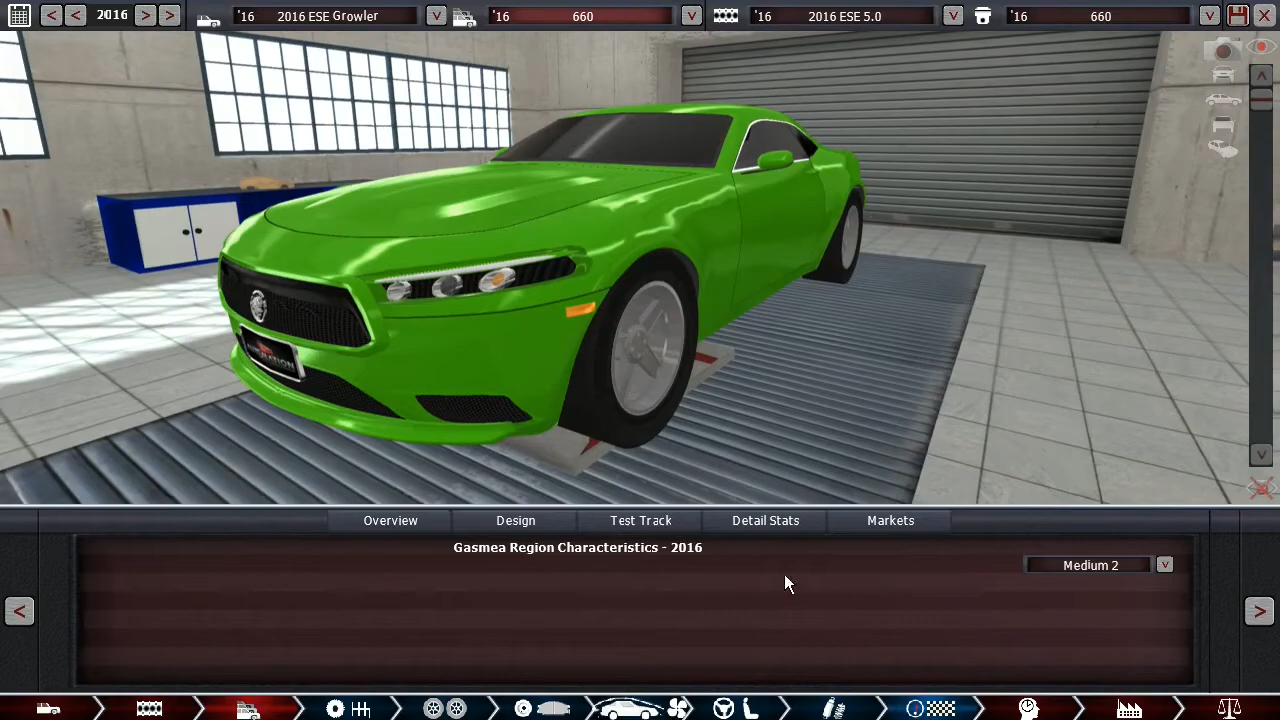 2016
'16 2016 ESE Growler
'16 660
'16 2016 ESE 5.0
'16 660
Overview
Design
Test Track
Detail Stats
Markets
Gasmea Region Characteristics - 2016
Medium 2